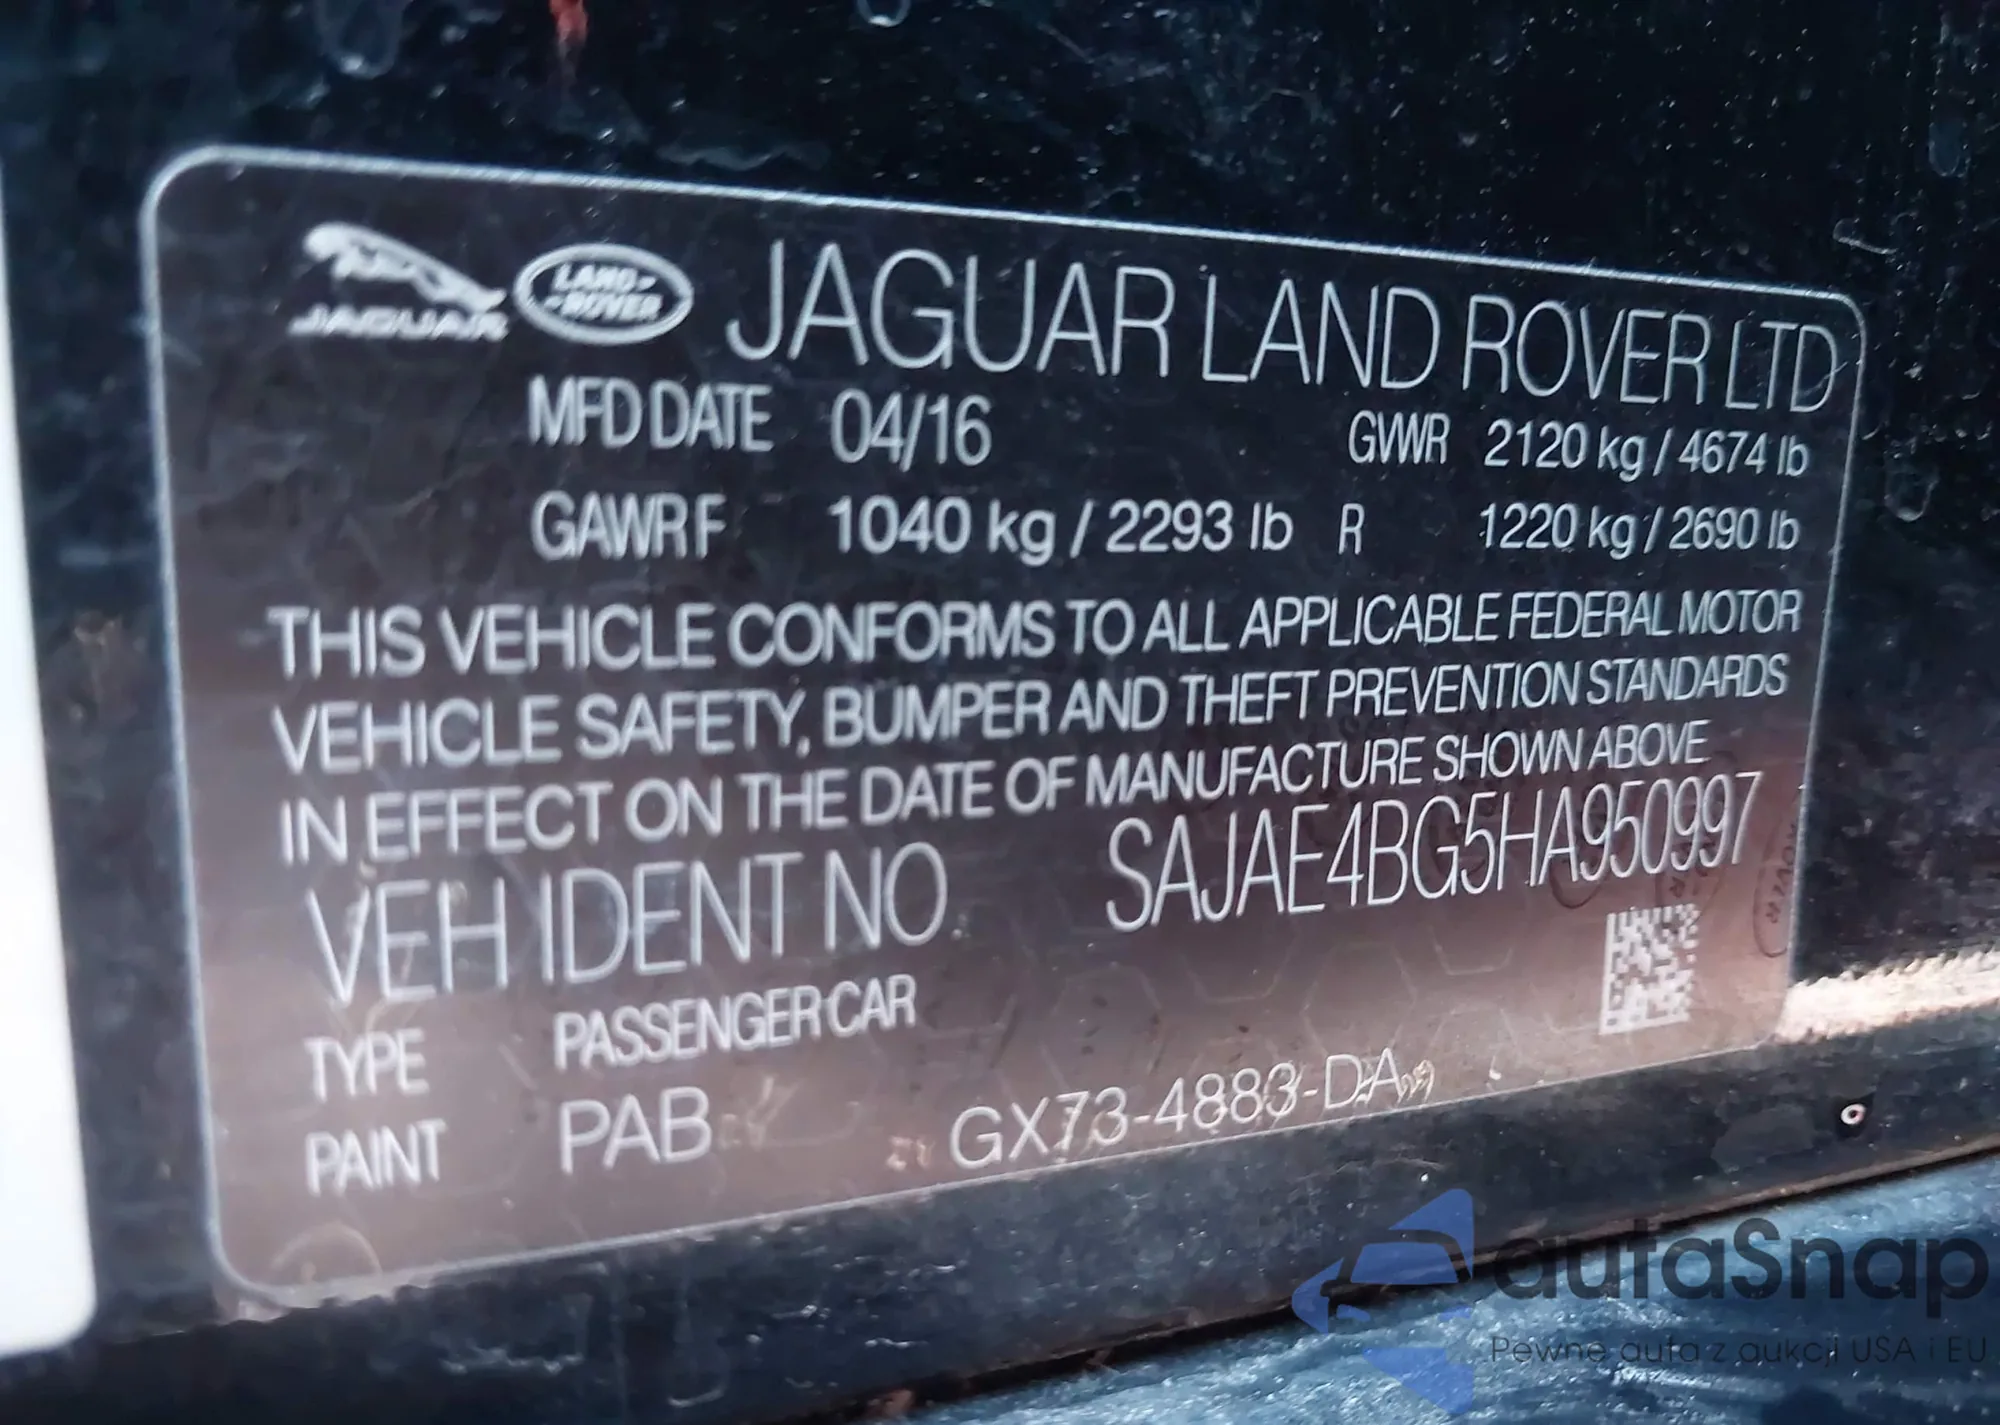 JAGUAR LAND- -ROVER JAGUAR LAND ROVER LTD
MFD DATE 04/16 GVWR 2120 kg / 4674 lb
GAWR F 1040 kg / 2293 lb R 1220 kg / 2690 lb
THIS VEHICLE CONFORMS TO ALL APPLICABLE FEDERAL MOTOR
VEHICLE SAFETY, BUMPER AND THEFT PREVENTION STANDARDS
IN EFFECT ON THE DATE OF MANUFACTURE SHOWN ABOVE
VEH IDENT NO SAJAE4BG5HA950997
TYPE PASSENGER CAR
PAINT PAB GX73-4883-DA
autaSnap
Pewne auta z aukcji USA i EU